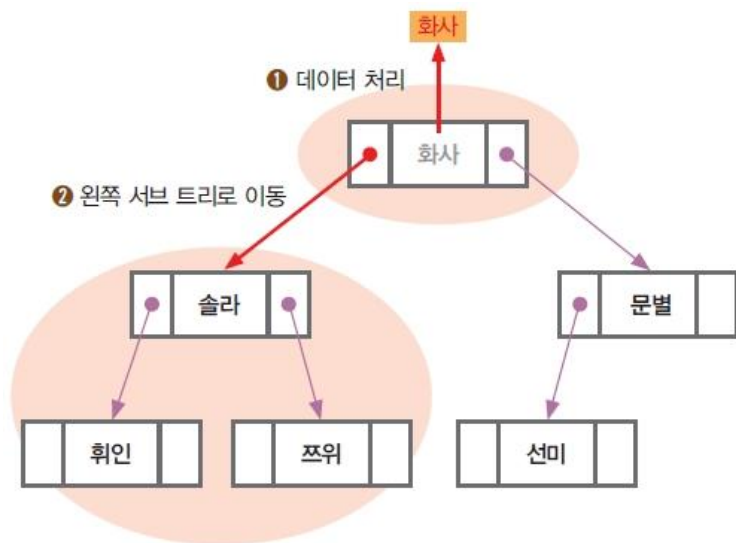 화사
❶ 데이터 처리
화사
❷ 왼쪽 서브 트리로 이동
솔라
문별
휘인
쯔위
선미